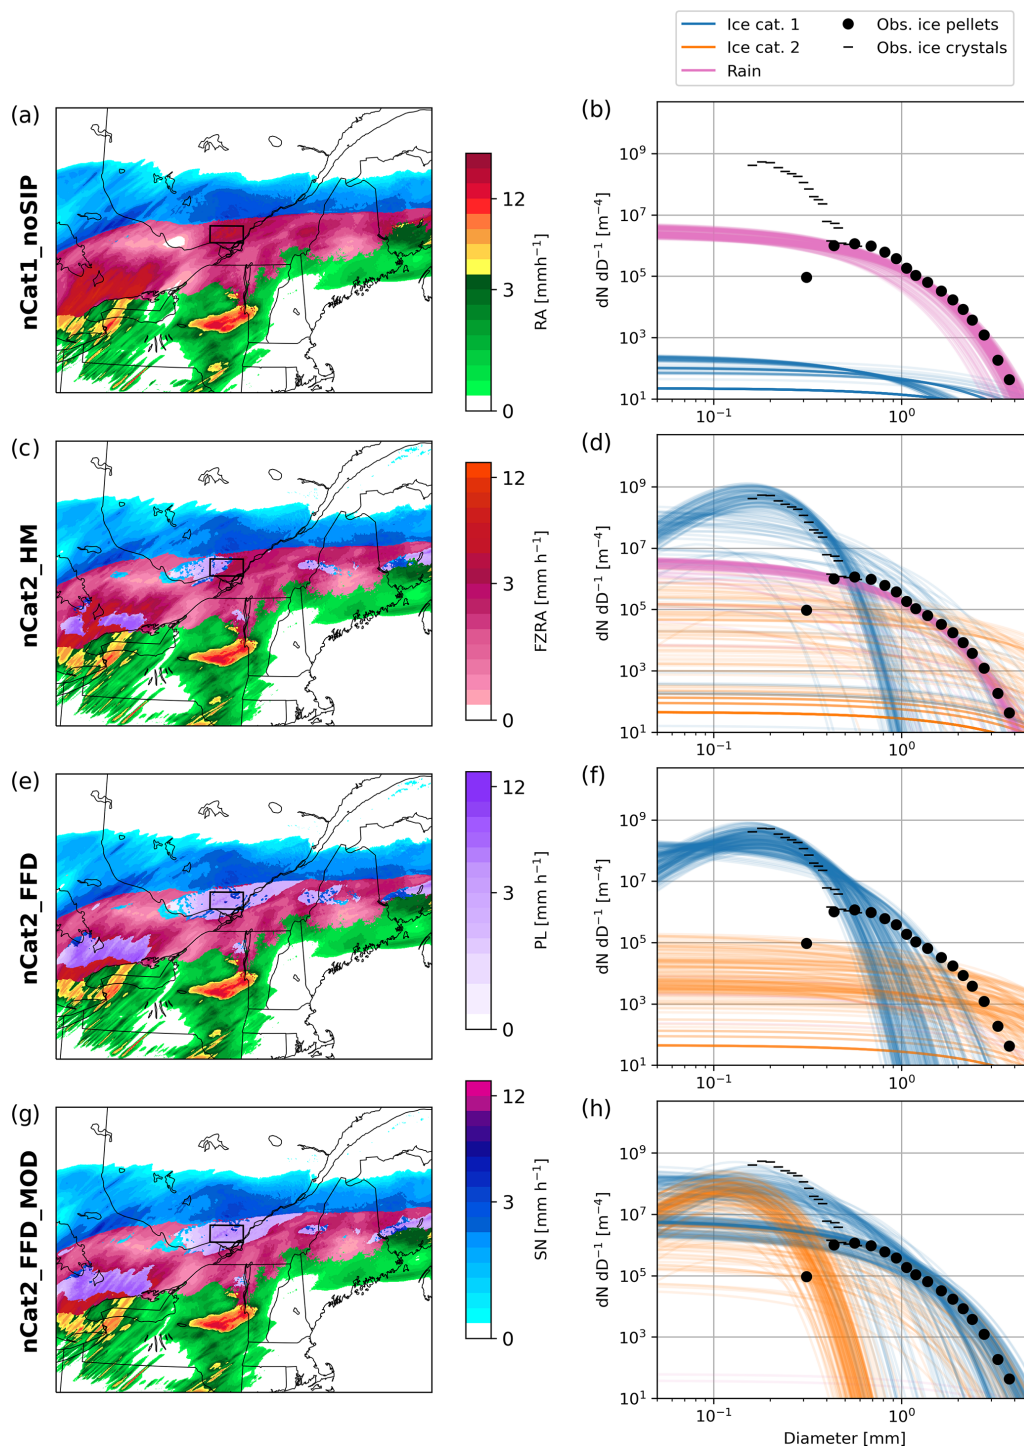 Ice cat. 1
Ice cat. 2
Rain
Obs. ice pellets
Obs. ice crystals
(a)
nCat1_noSIP
12
3
0
RA [mmh⁻¹]
(b)
10⁹
10⁷
10⁵
10³
10¹
dN dD⁻¹ [m⁻⁴]
10⁻¹
10⁰
(c)
nCat2_HM
12
3
0
FZRA [mm h⁻¹]
(d)
10⁹
10⁷
10⁵
10³
10¹
dN dD⁻¹ [m⁻⁴]
10⁻¹
10⁰
(e)
nCat2_FFD
12
3
0
PL [mm h⁻¹]
(f)
10⁹
10⁷
10⁵
10³
10¹
dN dD⁻¹ [m⁻⁴]
10⁻¹
10⁰
(g)
nCat2_FFD_MOD
12
3
0
SN [mm h⁻¹]
(h)
10⁹
10⁷
10⁵
10³
10¹
dN dD⁻¹ [m⁻⁴]
10⁻¹
10⁰
Diameter [mm]